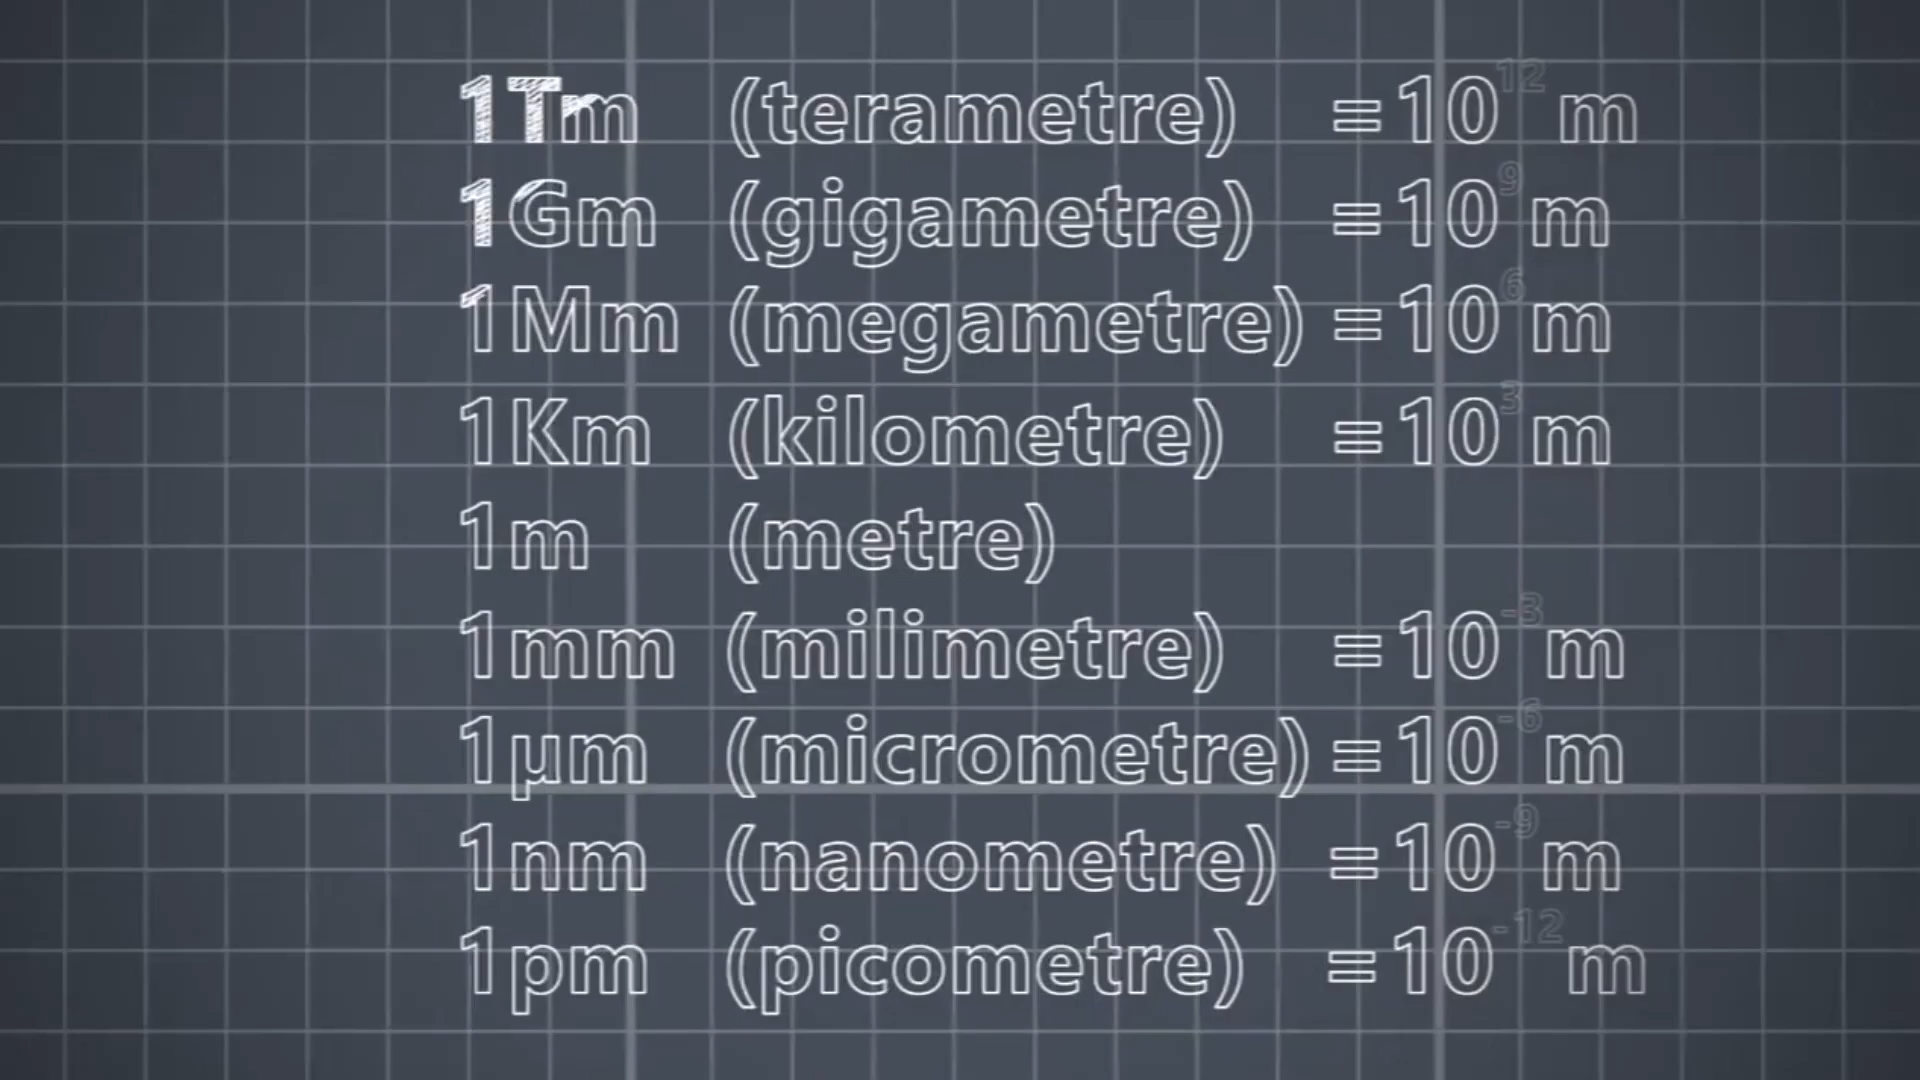 1Tm (terametre) ≡ 10¹² m
1Gm (gigametre) ≡ 10⁹ m
1Mm (megametre) ≡ 10⁶ m
1Km (kilometre) ≡ 10³ m
1m (metre)
1mm (milimetre) ≡ 10⁻³ m
1µm (micrometre) ≡ 10⁻⁶ m
1nm (nanometre) ≡ 10⁻⁹ m
1pm (picometre) ≡ 10⁻¹² m